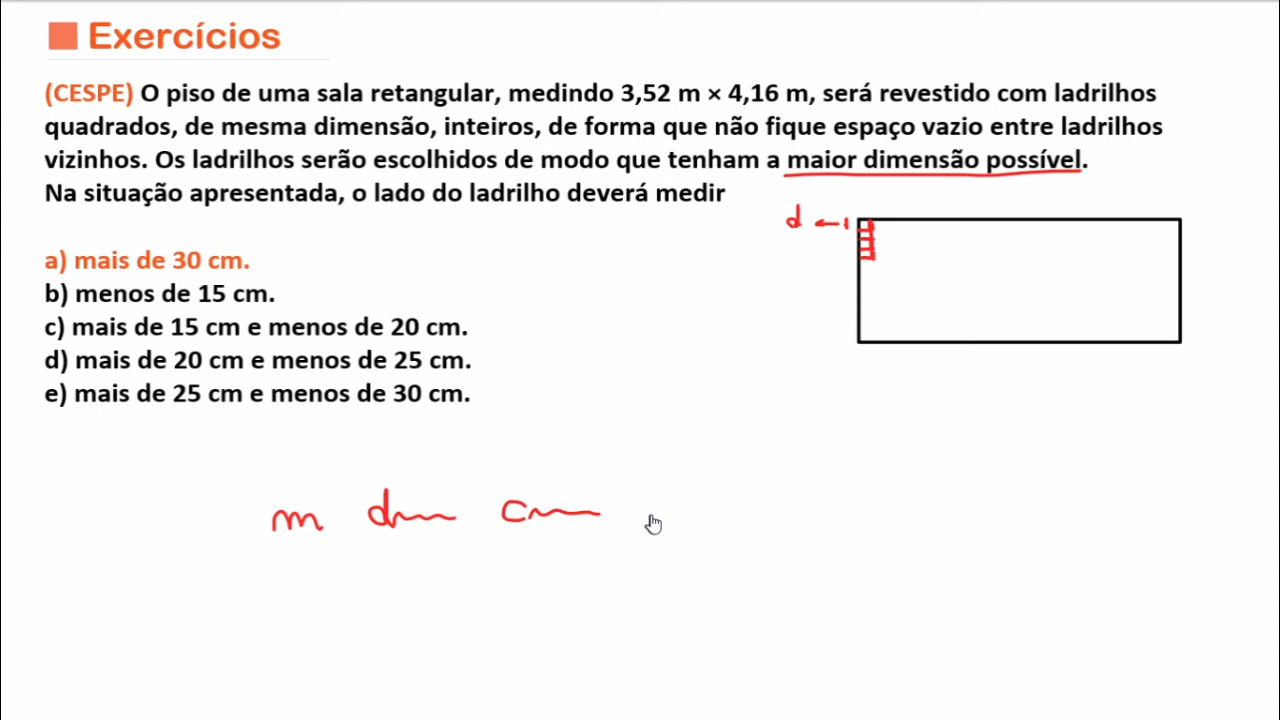 Exercícios
(CESPE) O piso de uma sala retangular, medindo 3,52 m × 4,16 m, será revestido com ladrilhos
quadrados, de mesma dimensão, inteiros, de forma que não fique espaço vazio entre ladrilhos
vizinhos. Os ladrilhos serão escolhidos de modo que tenham a maior dimensão possível.
Na situação apresentada, o lado do ladrilho deverá medir
d
a) mais de 30 cm.
b) menos de 15 cm.
c) mais de 15 cm e menos de 20 cm.
d) mais de 20 cm e menos de 25 cm.
e) mais de 25 cm e menos de 30 cm.
m dm cm